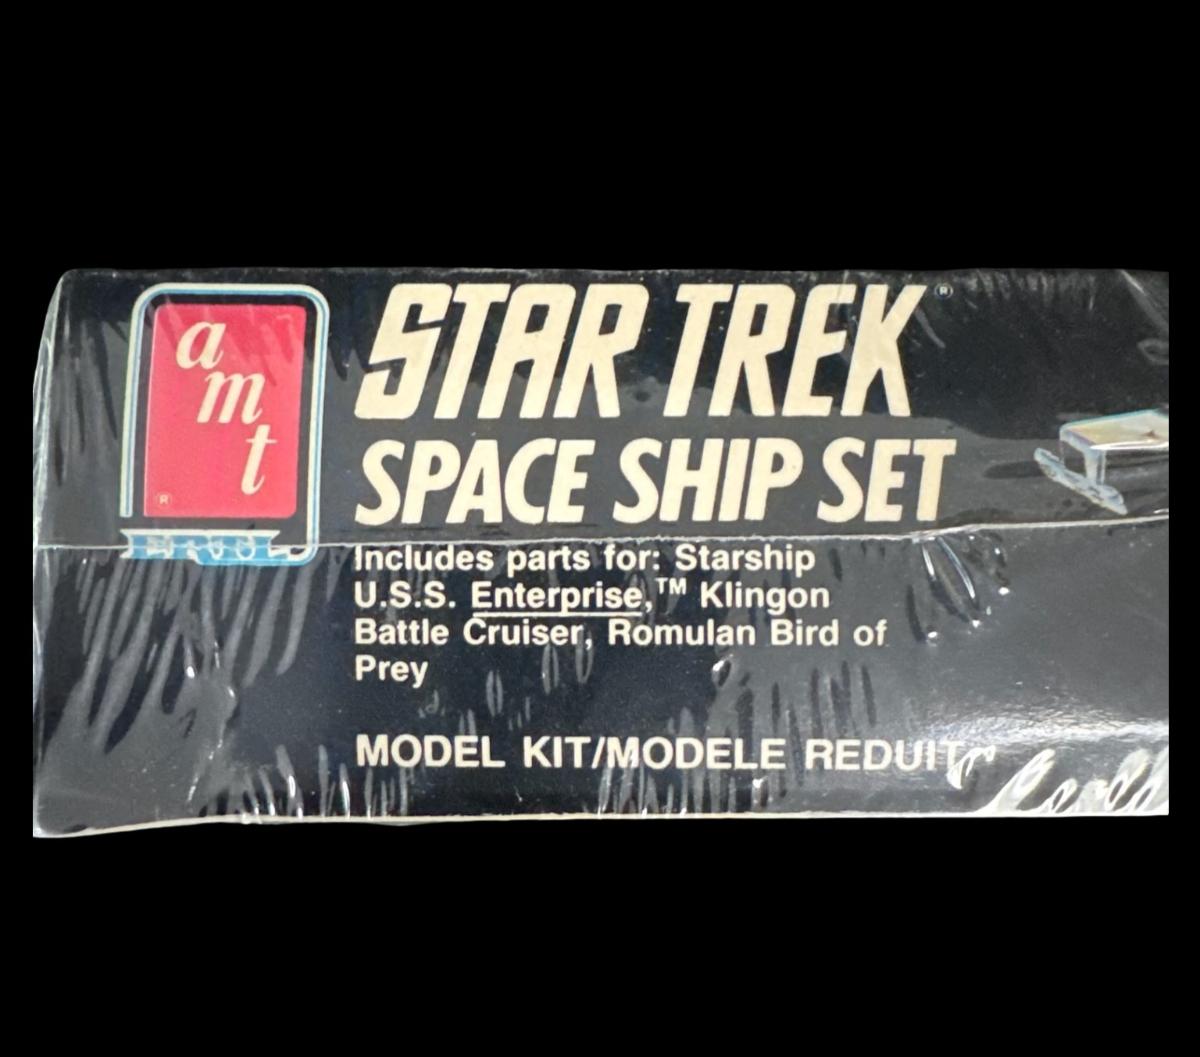 amt
®
STAR TREK®
SPACE SHIP SET
Includes parts for: Starship
U.S.S. Enterprise,™ Klingon
Battle Cruiser, Romulan Bird of
Prey
MODEL KIT/MODELE REDUIT